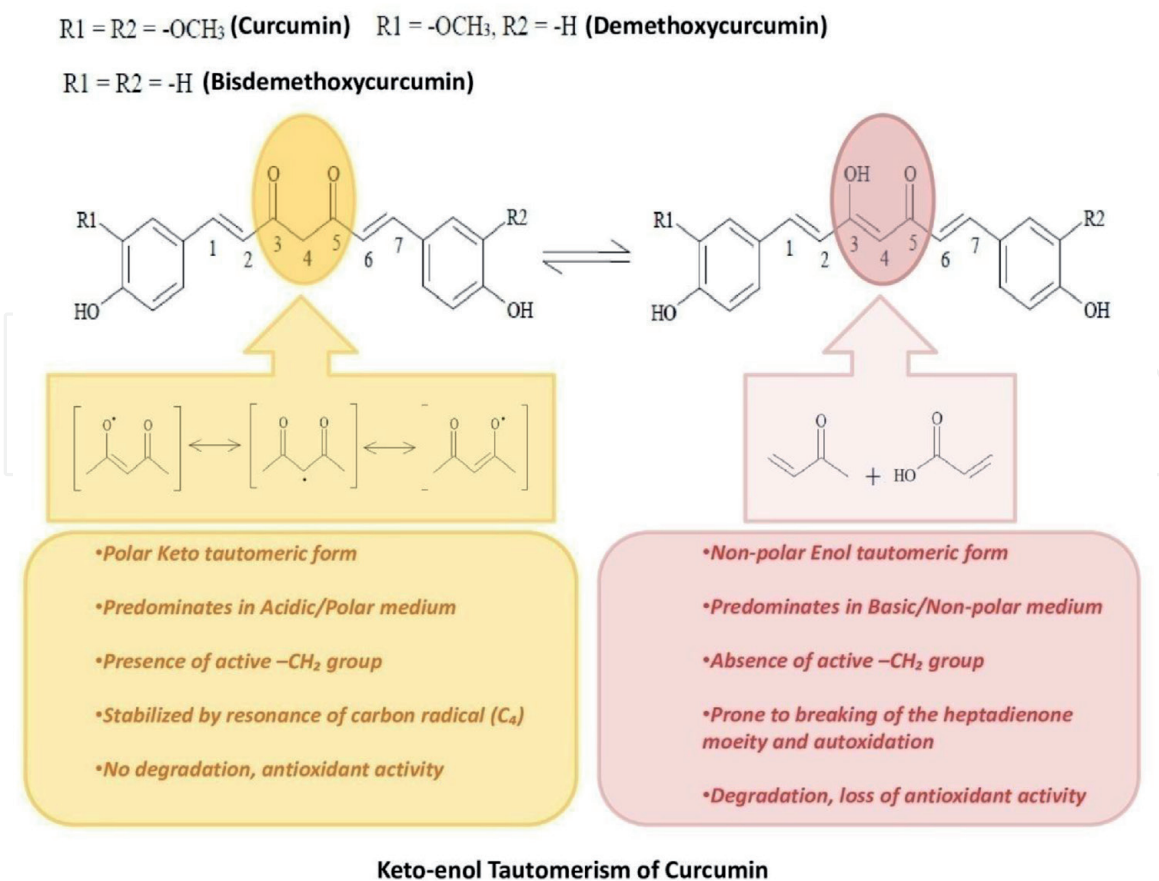 R1 = R2 = -OCH₃ (Curcumin) R1 = -OCH₃, R2 = -H (Demethoxycurcumin)
R1 = R2 = -H (Bisdemethoxycurcumin)
O O
R1 R2
1 2 3 4 5 6 7
HO OH
OH O
R1 R2
1 2 3 4 5 6 7
HO OH
O• O O O O O•
•
O O
+ HO
•Polar Keto tautomeric form
•Predominates in Acidic/Polar medium
•Presence of active –CH₂ group
•Stabilized by resonance of carbon radical (C₄)
•No degradation, antioxidant activity
•Non-polar Enol tautomeric form
•Predominates in Basic/Non-polar medium
•Absence of active –CH₂ group
•Prone to breaking of the heptadienone
moeity and autoxidation
•Degradation, loss of antioxidant activity
Keto-enol Tautomerism of Curcumin